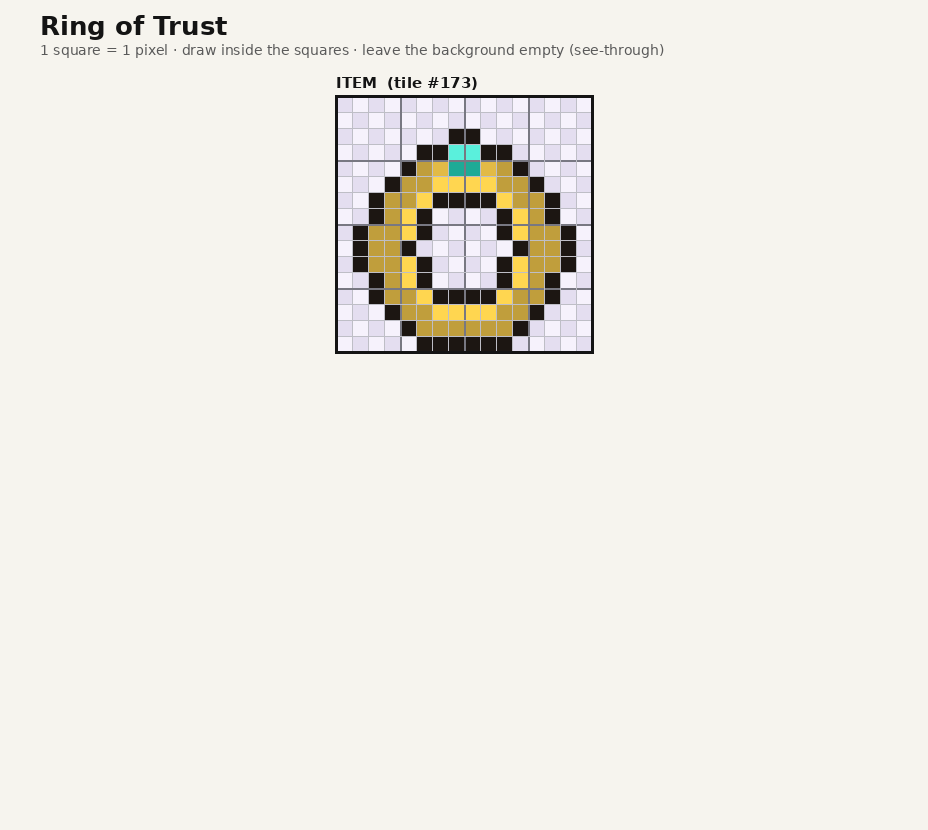 Ring of Trust
1 square = 1 pixel · draw inside the squares · leave the background empty (see-through)
ITEM (tile #173)